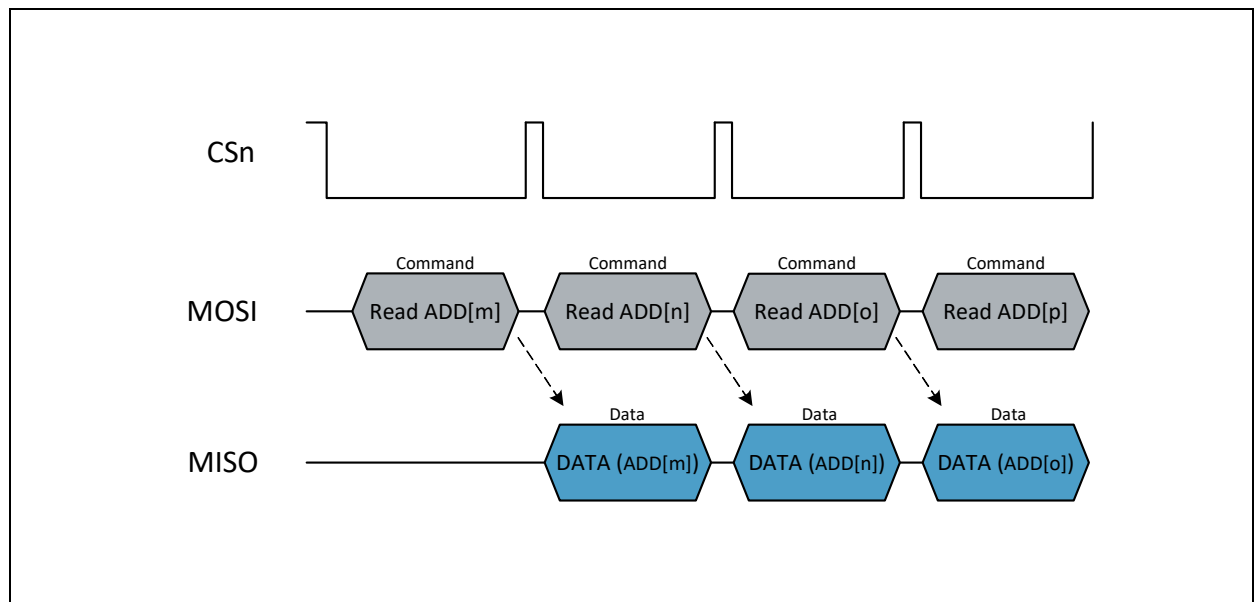 CSn
Command Command Command Command
MOSI Read ADD[m] Read ADD[n] Read ADD[o] Read ADD[p]
Data Data Data
MISO DATA (ADD[m]) DATA (ADD[n]) DATA (ADD[o])